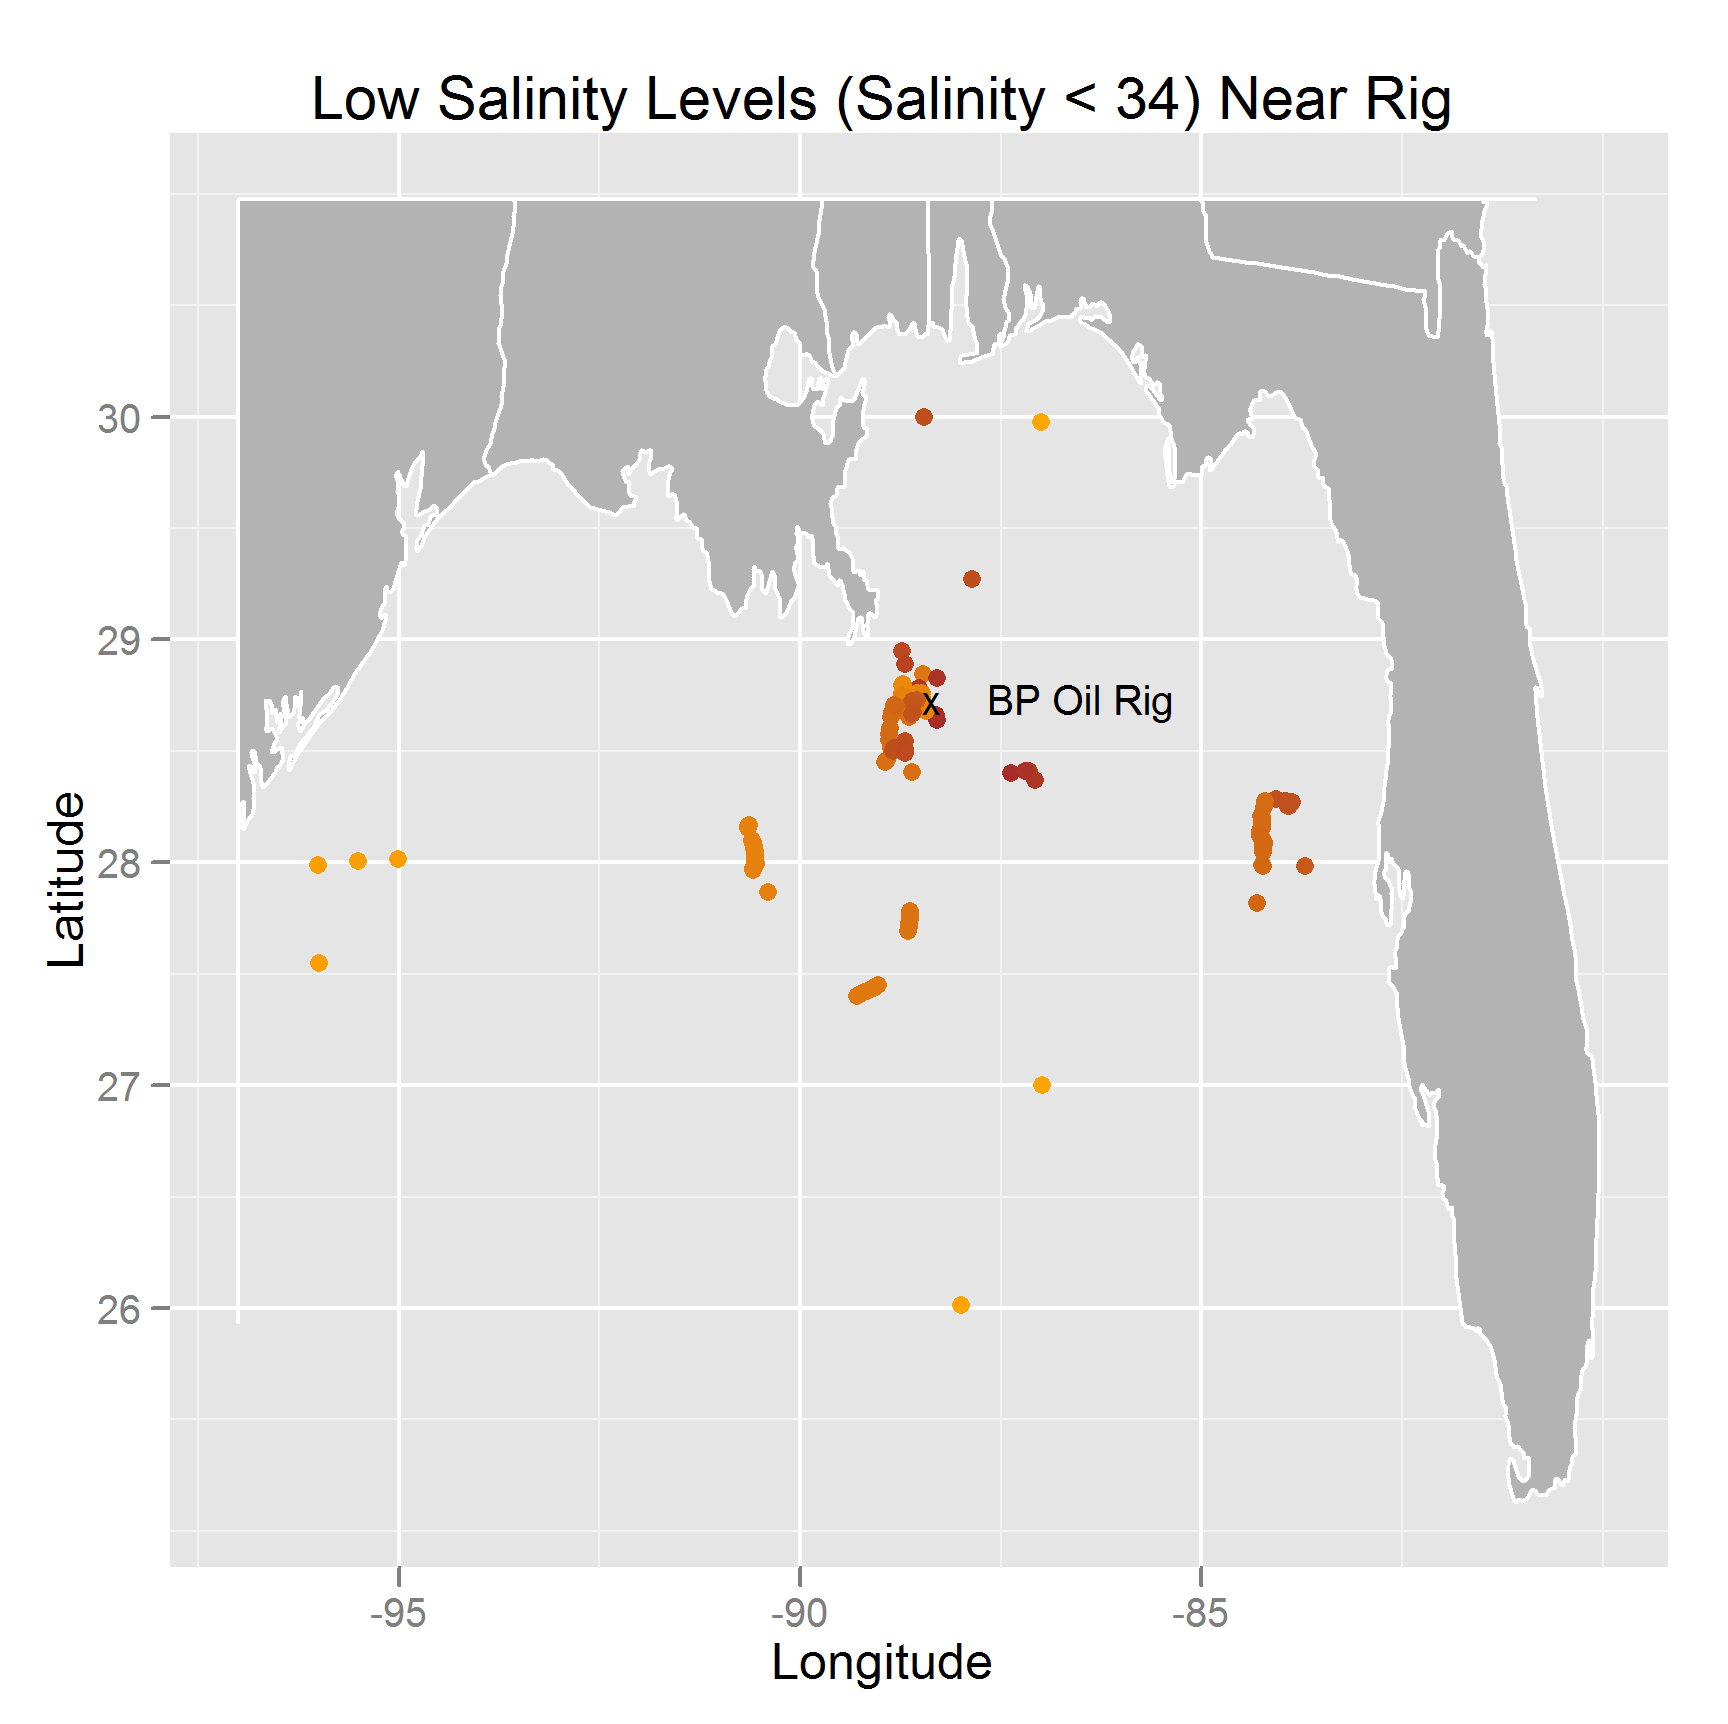 Low Salinity Levels (Salinity < 34) Near Rig
30
29
28
27
26
x BP Oil Rig
Latitude
-95 -90 -85
Longitude